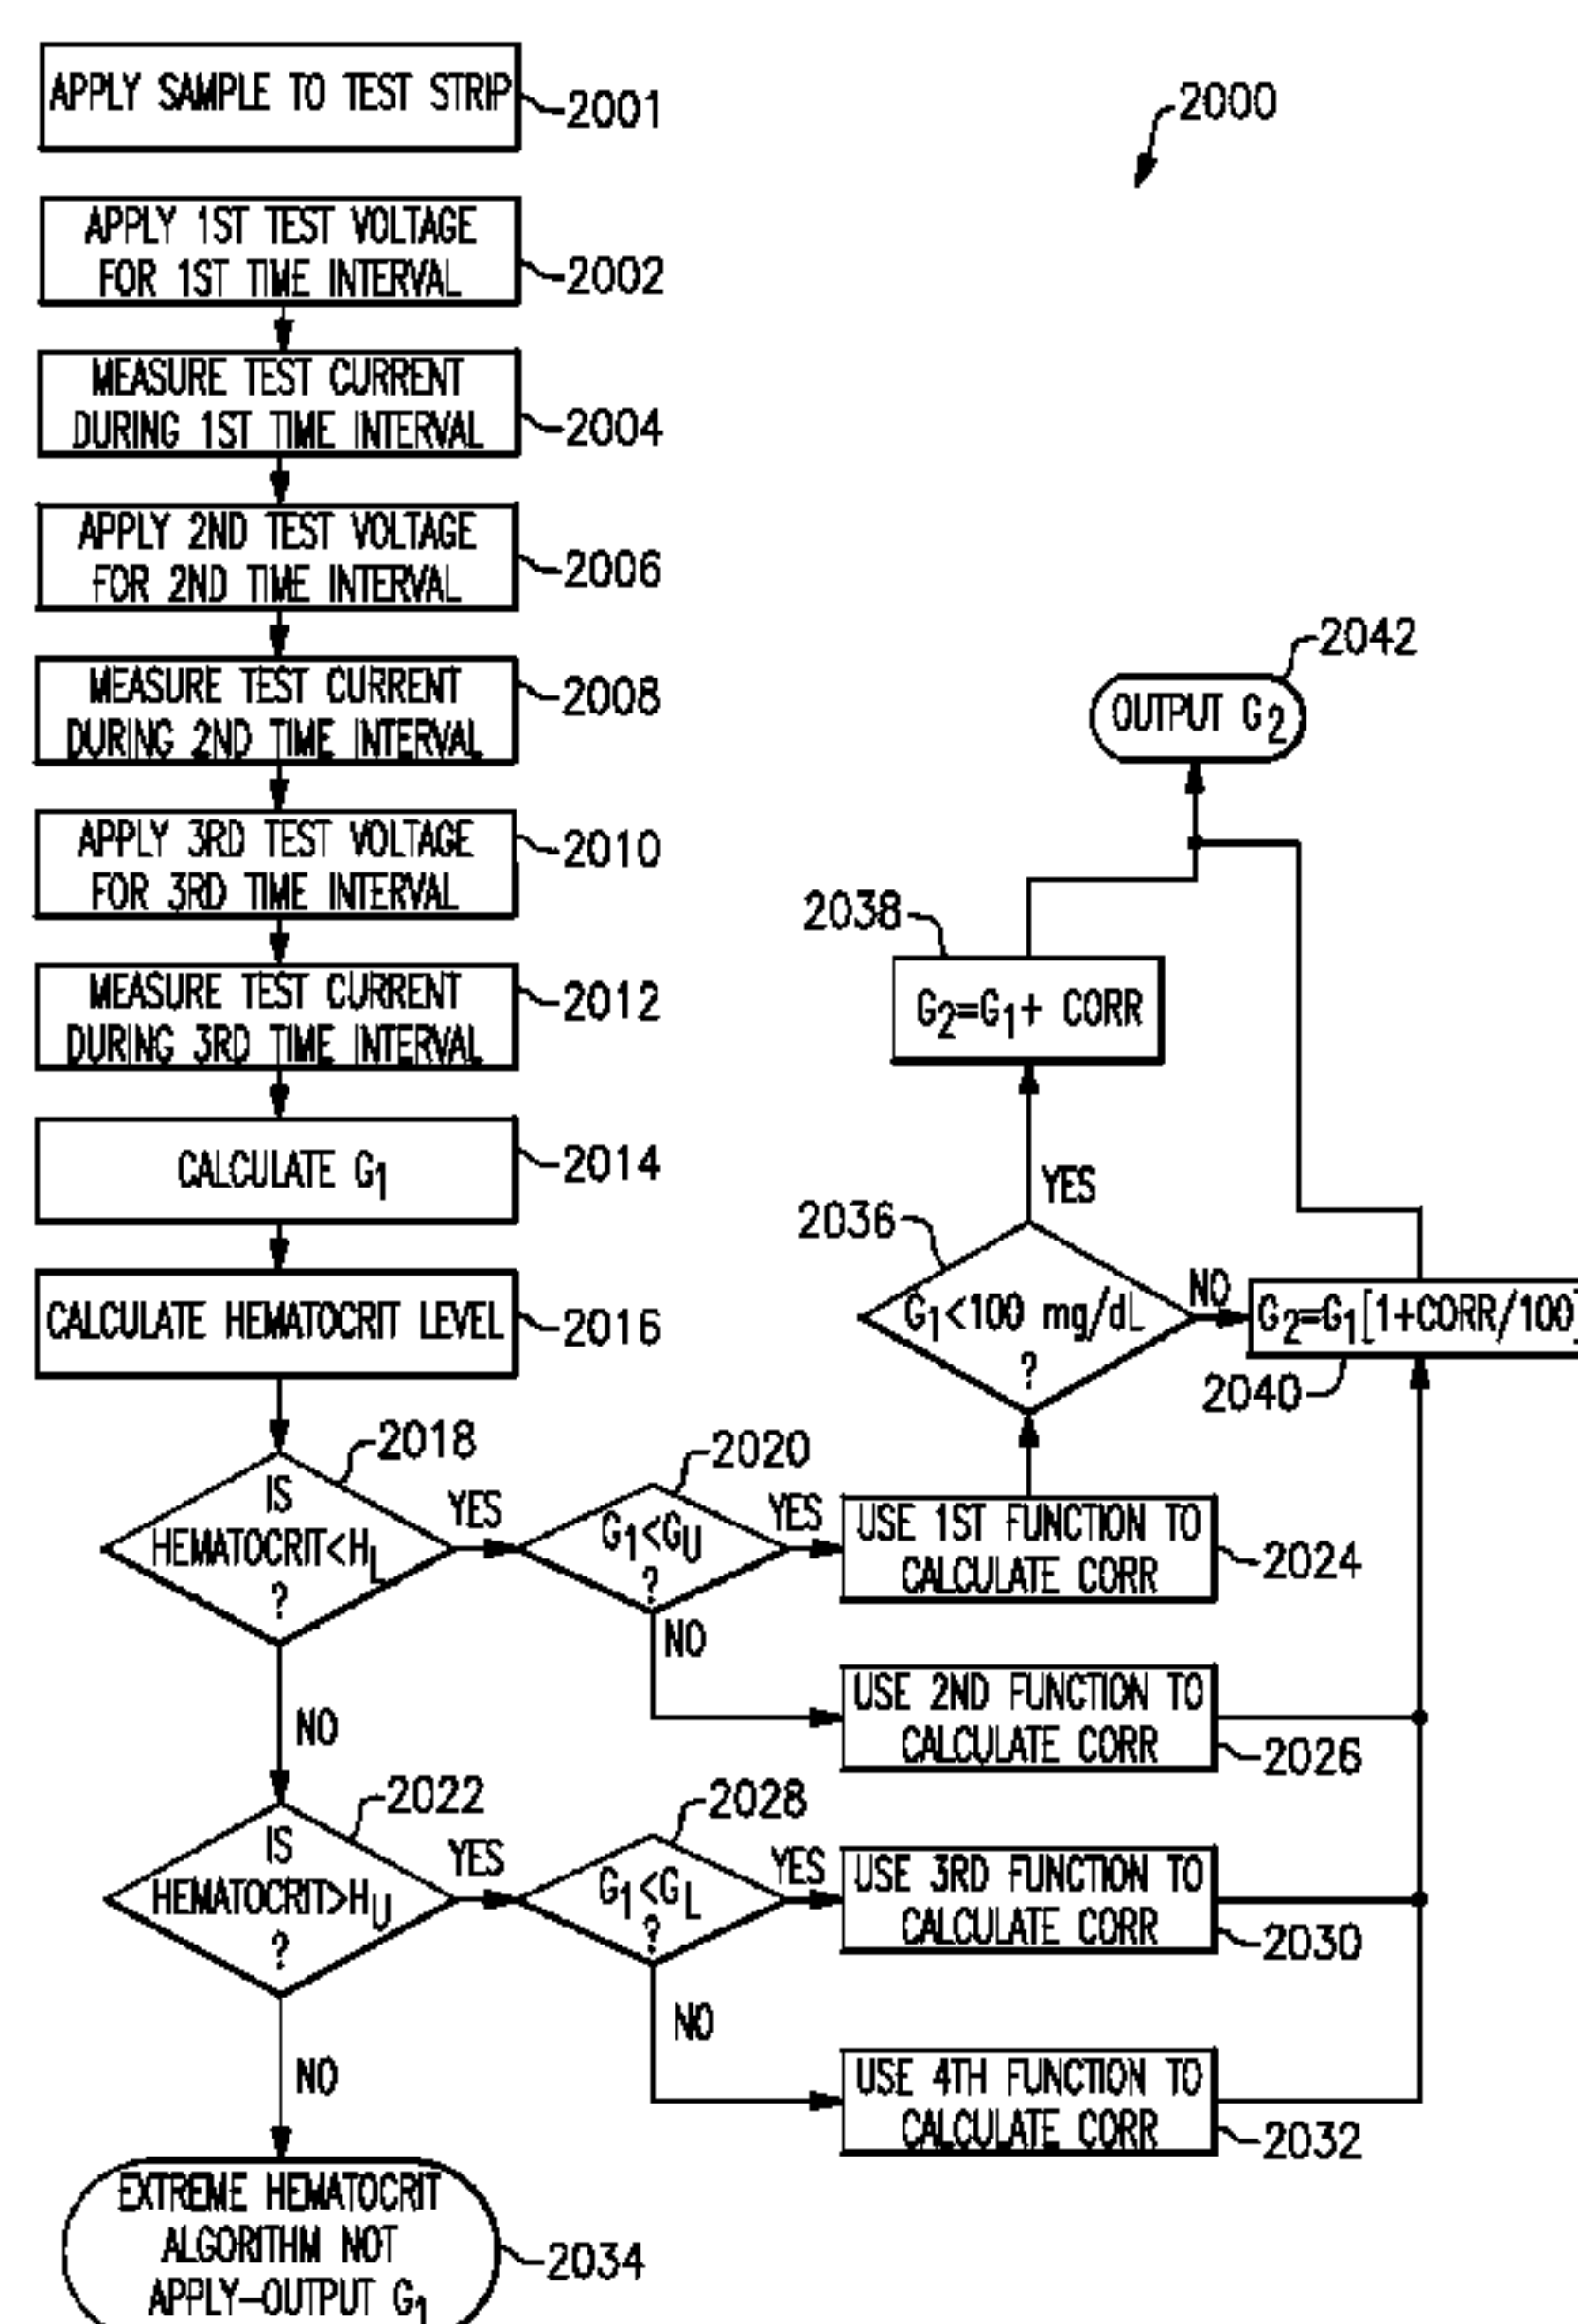 APPLY SAMPLE TO TEST STRIP
2001
2000
APPLY 1ST TEST VOLTAGE
FOR 1ST TIME INTERVAL
2002
MEASURE TEST CURRENT
DURING 1ST TIME INTERVAL
2004
APPLY 2ND TEST VOLTAGE
FOR 2ND TIME INTERVAL
2006
MEASURE TEST CURRENT
DURING 2ND TIME INTERVAL
2008
APPLY 3RD TEST VOLTAGE
FOR 3RD TIME INTERVAL
2010
MEASURE TEST CURRENT
DURING 3RD TIME INTERVAL
2012
CALCULATE G1
2014
CALCULATE HEMATOCRIT LEVEL
2016
IS
HEMATOCRIT<HL
?
2018
YES
NO
G1<GU
?
2020
YES
NO
USE 1ST FUNCTION TO
CALCULATE CORR
2024
USE 2ND FUNCTION TO
CALCULATE CORR
2026
IS
HEMATOCRIT>HU
?
2022
YES
NO
G1<GL
?
2028
YES
NO
USE 3RD FUNCTION TO
CALCULATE CORR
2030
USE 4TH FUNCTION TO
CALCULATE CORR
2032
EXTREME HEMATOCRIT
ALGORITHM NOT
APPLY-OUTPUT G1
2034
G1<100 mg/dL
?
2036
YES
NO
G2=G1+ CORR
2038
G2=G1[1+CORR/100]
2040
OUTPUT G2
2042